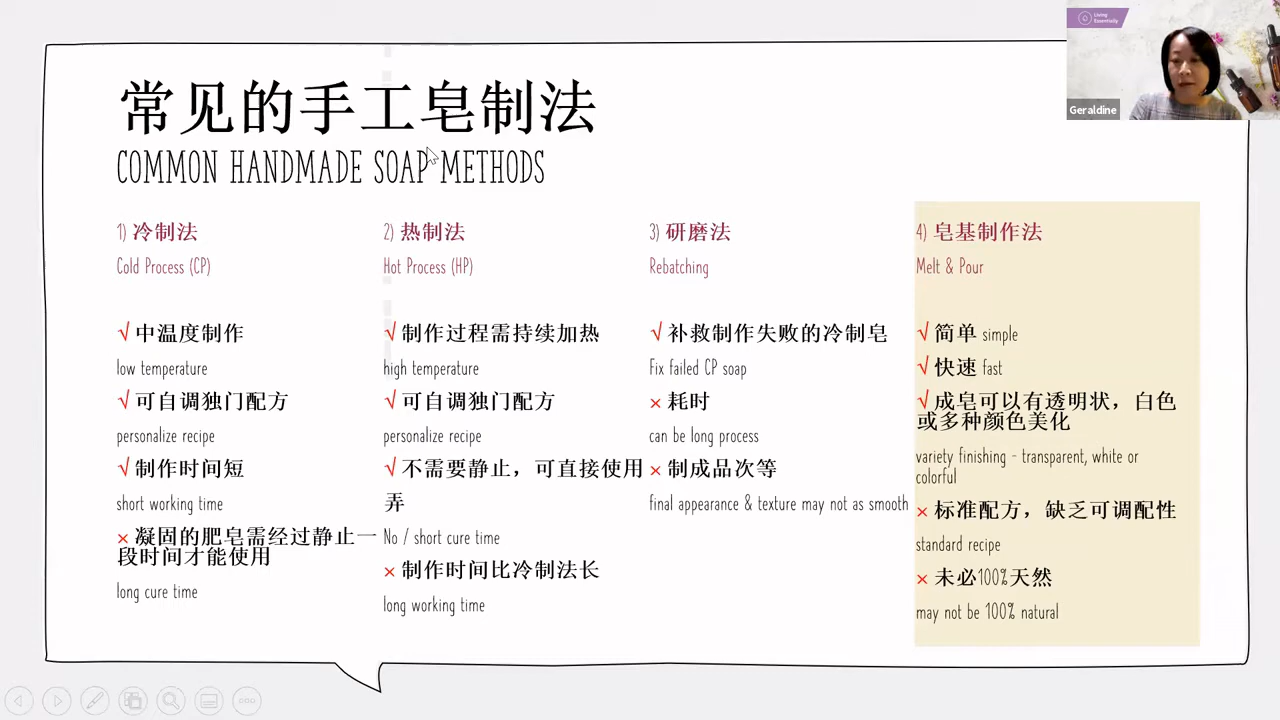 常见的手工皂制法
COMMON HANDMADE SOAP METHODS
1) 冷制法
Cold Process (CP)
√ 中温度制作
low temperature
√ 可自调独门配方
personalize recipe
√ 制作时间短
short working time
× 凝固的肥皂需经过静止一
段时间才能使用
long cure time
2) 热制法
Hot Process (HP)
√ 制作过程需持续加热
high temperature
√ 可自调独门配方
personalize recipe
√ 不需要静止，可直接使用
弄
No / short cure time
× 制作时间比冷制法长
long working time
3) 研磨法
Rebatching
√ 补救制作失败的冷制皂
Fix failed CP soap
× 耗时
can be long process
× 制成品次等
final appearance & texture may not as smooth
4) 皂基制作法
Melt & Pour
√ 简单 simple
√ 快速 fast
√ 成皂可以有透明状，白色
或多种颜色美化
variety finishing - transparent, white or
colorful
× 标准配方，缺乏可调配性
standard recipe
× 未必100%天然
may not be 100% natural
Living
Essentially
Geraldine